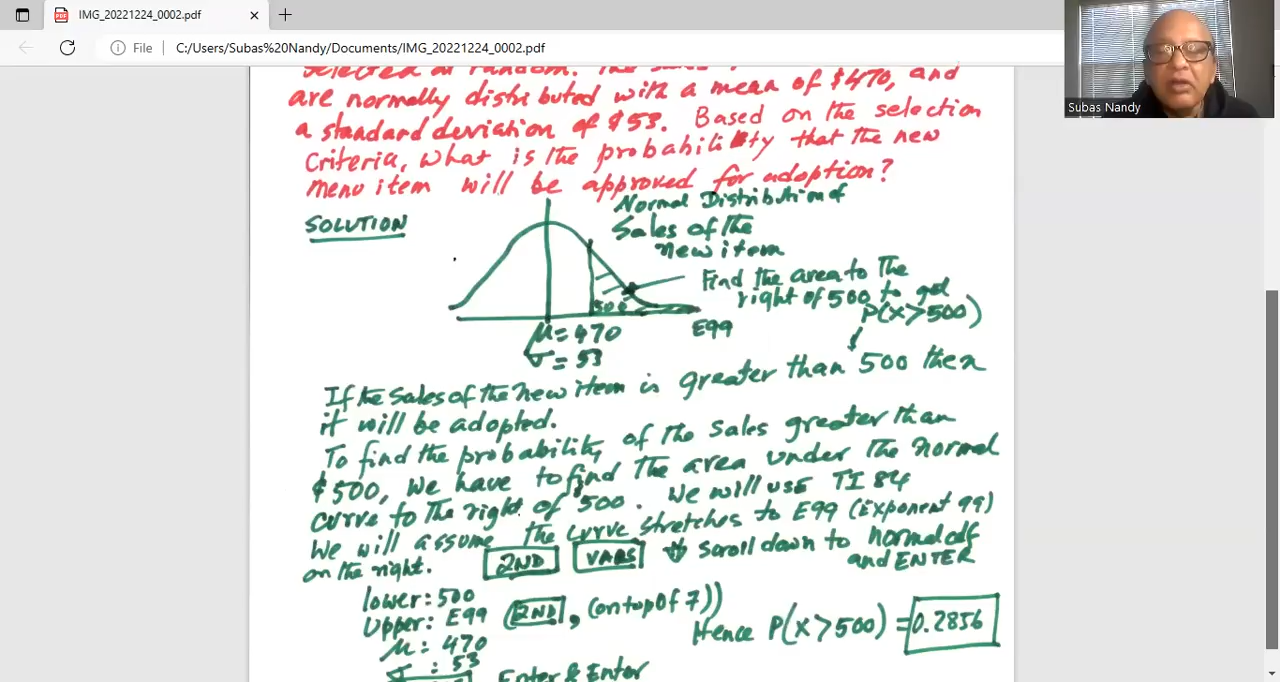 IMG_20221224_0002.pdf
File C:/Users/Subas%20Nandy/Documents/IMG_20221224_0002.pdf
Subas Nandy
selected at random. The sales
are normally distributed with a mean of $470, and
a standard deviation of $53. Based on the selection
criteria, what is the probability that the new
menu item will be approved for adoption?
SOLUTION
Normal Distribution of
Sales of the
new item
Find the area to the
right of 500 to get
P(X>500)
500
E99
μ=470
σ=53
If the sales of the new item is greater than 500 then
it will be adopted.
To find the probability of the sales greater than
$500, we have to find the area under the normal
curve to the right of 500. We will use TI 84
We will assume the curve stretches to E99 (Exponent 99)
on the right. 2ND VARS ⇓ scroll down to normalcdf
and ENTER
lower: 500
Upper: E99 (2ND, (on top of 7))
μ: 470
σ: 53
Hence P(X>500) = 0.2856
Enter & Enter